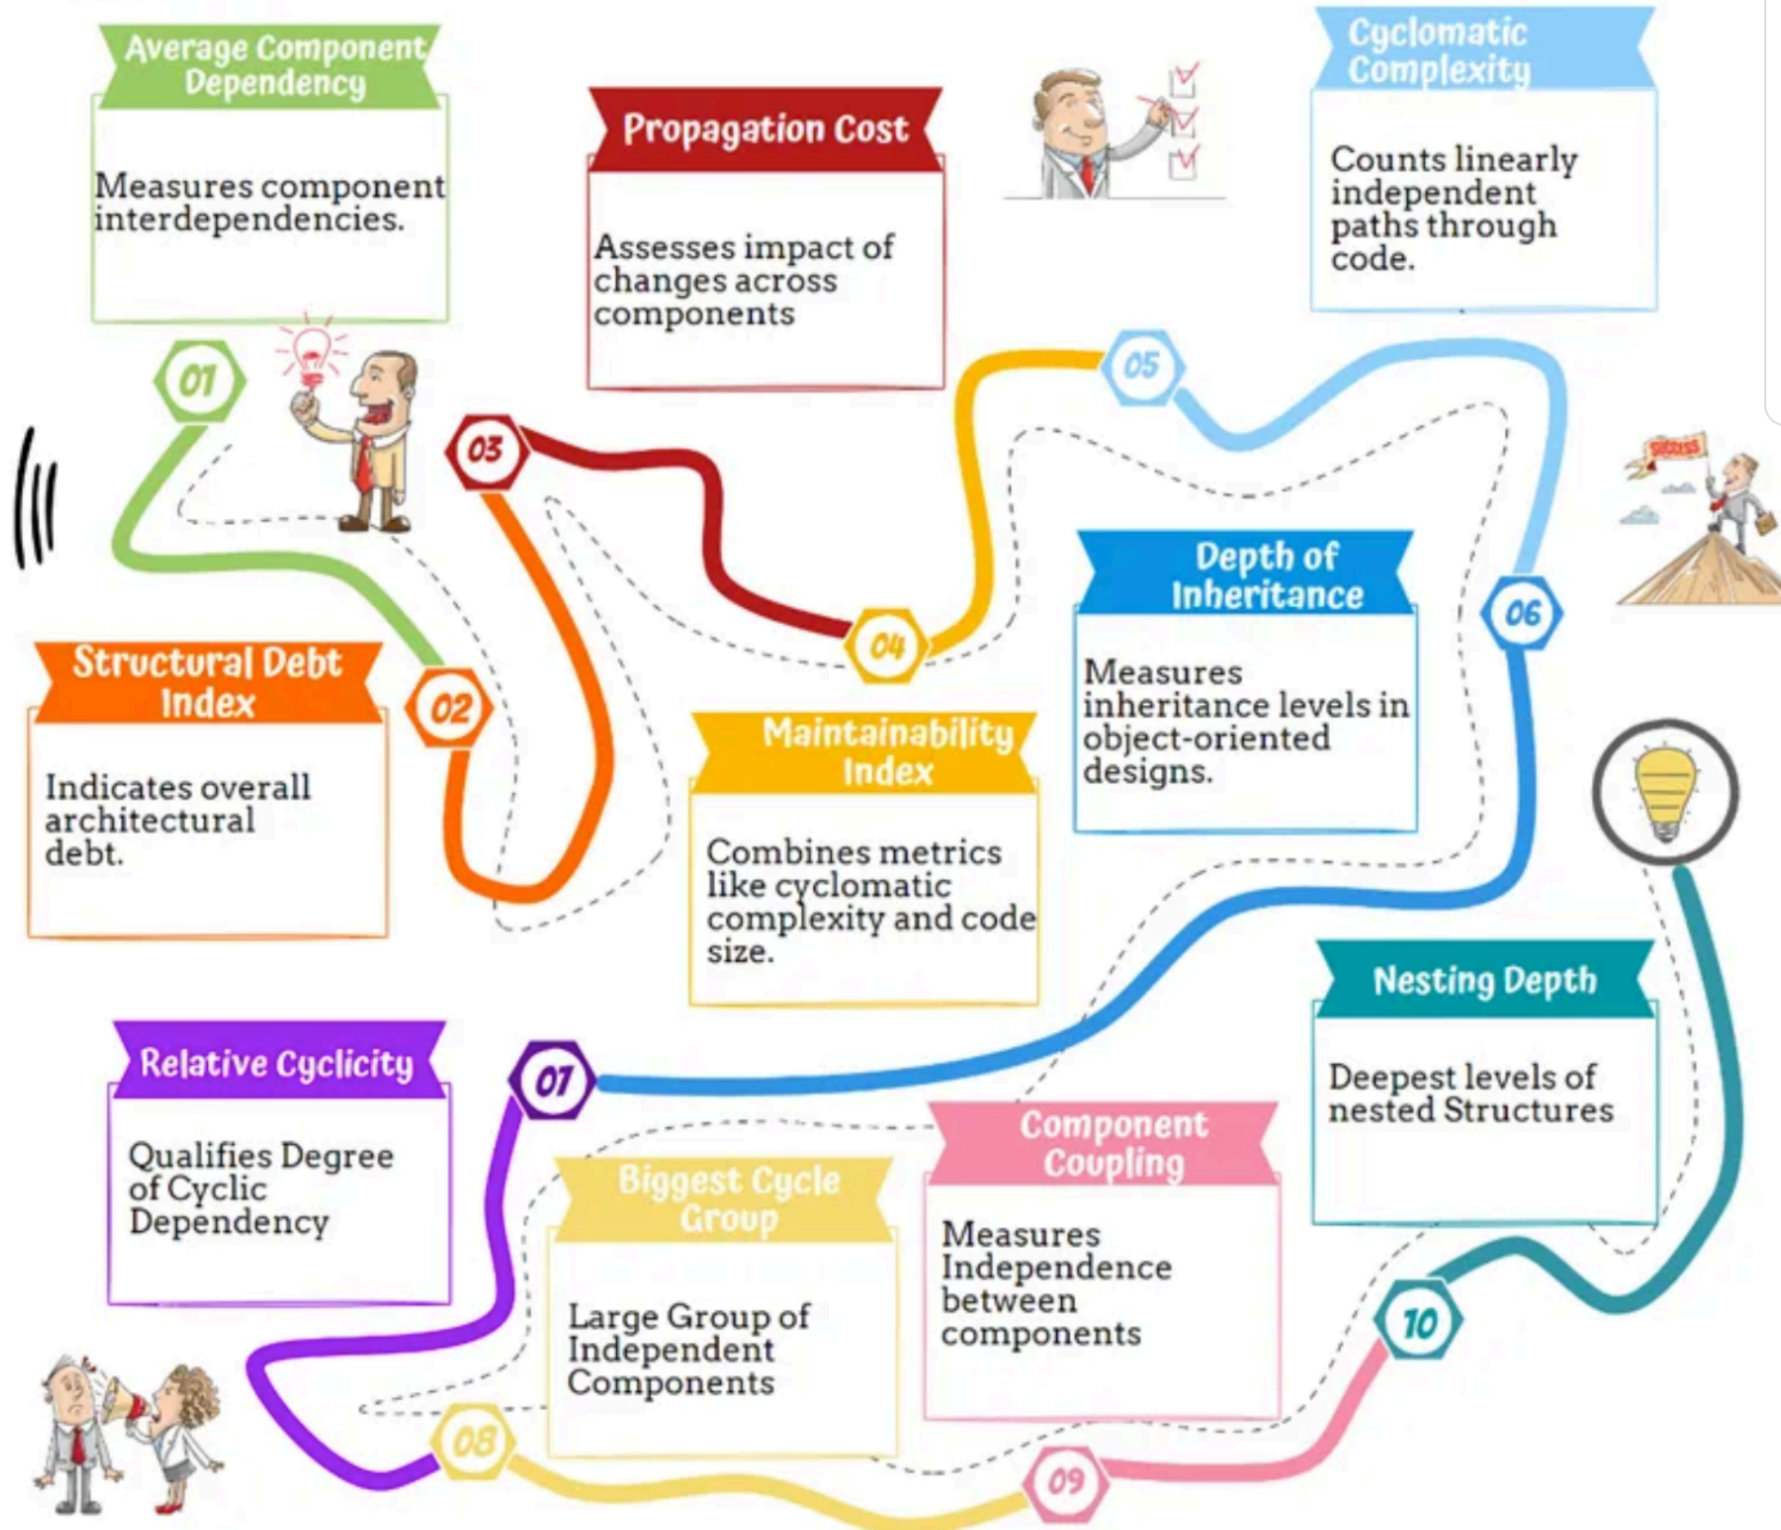 Average Component
Dependency
Measures component
interdependencies.
01
Structural Debt
Index
Indicates overall
architectural
debt.
02
Propagation Cost
Assesses impact of
changes across
components
03
Maintainability
Index
Combines metrics
like cyclomatic
complexity and code
size.
04
Cyclomatic
Complexity
Counts linearly
independent
paths through
code.
05
SUCCESS
Depth of
Inheritance
Measures
inheritance levels in
object-oriented
designs.
06
Relative Cyclicity
Qualifies Degree
of Cyclic
Dependency
07
Biggest Cycle
Group
Large Group of
Independent
Components
08
Component
Coupling
Measures
Independence
between
components
09
Nesting Depth
Deepest levels of
nested Structures
10